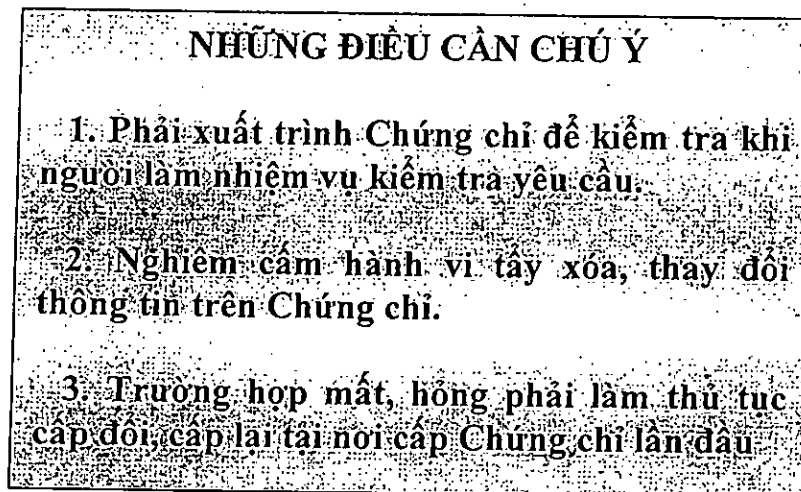 NHỮNG ĐIỀU CẦN CHÚ Ý
1. Phải xuất trình Chứng chỉ để kiểm tra khi
người làm nhiệm vụ kiểm tra yêu cầu.
2. Nghiêm cấm hành vi tẩy xóa, thay đổi
thông tin trên Chứng chỉ.
3. Trường hợp mất, hỏng phải làm thủ tục
cấp đổi, cấp lại tại nơi cấp Chứng chỉ lần đầu